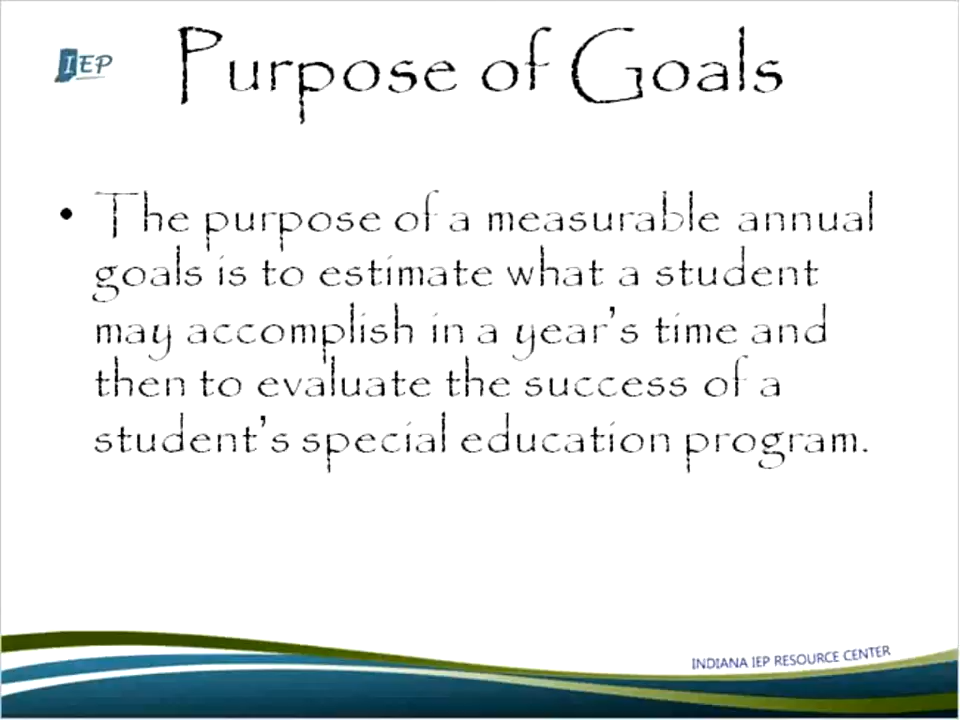 IEP
Purpose of Goals
• The purpose of a measurable annual
goals is to estimate what a student
may accomplish in a year's time and
then to evaluate the success of a
student's special education program.
INDIANA IEP RESOURCE CENTER